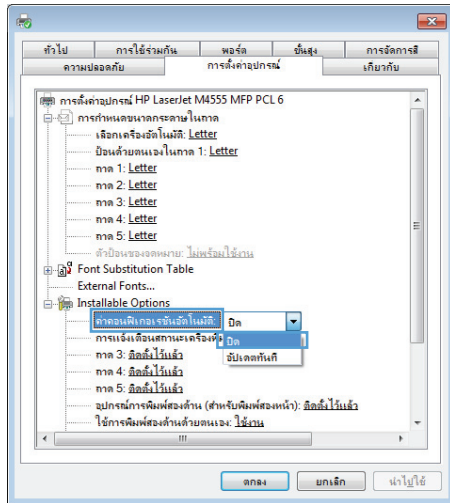 ทั่วไป การใช้ร่วมกัน พอร์ต ขั้นสูง การจัดการสี
ความปลอดภัย การตั้งค่าอุปกรณ์ เกี่ยวกับ
การตั้งค่าอุปกรณ์ HP LaserJet M4555 MFP PCL 6
การกำหนดขนาดกระดาษในถาด
เลือกเครื่องอัตโนมัติ: Letter
ป้อนด้วยตนเองในถาด 1: Letter
ถาด 1: Letter
ถาด 2: Letter
ถาด 3: Letter
ถาด 4: Letter
ถาด 5: Letter
ตัวป้อนซองจดหมาย: ไม่พร้อมใช้งาน
Font Substitution Table
External Fonts...
Installable Options
ค่าคอนฟิเกอเรชันอัตโนมัติ: ปิด
การแจ้งเตือนสถานะเครื่องพิมพ์ ปิด
ถาด 3: ติดตั้งไว้แล้ว อัปเดตทันที
ถาด 4: ติดตั้งไว้แล้ว
ถาด 5: ติดตั้งไว้แล้ว
อุปกรณ์การพิมพ์สองด้าน (สำหรับพิมพ์สองหน้า): ติดตั้งไว้แล้ว
ใช้การพิมพ์สองด้านด้วยตนเอง: ใช้งาน
ตกลง ยกเลิก นำไปใช้